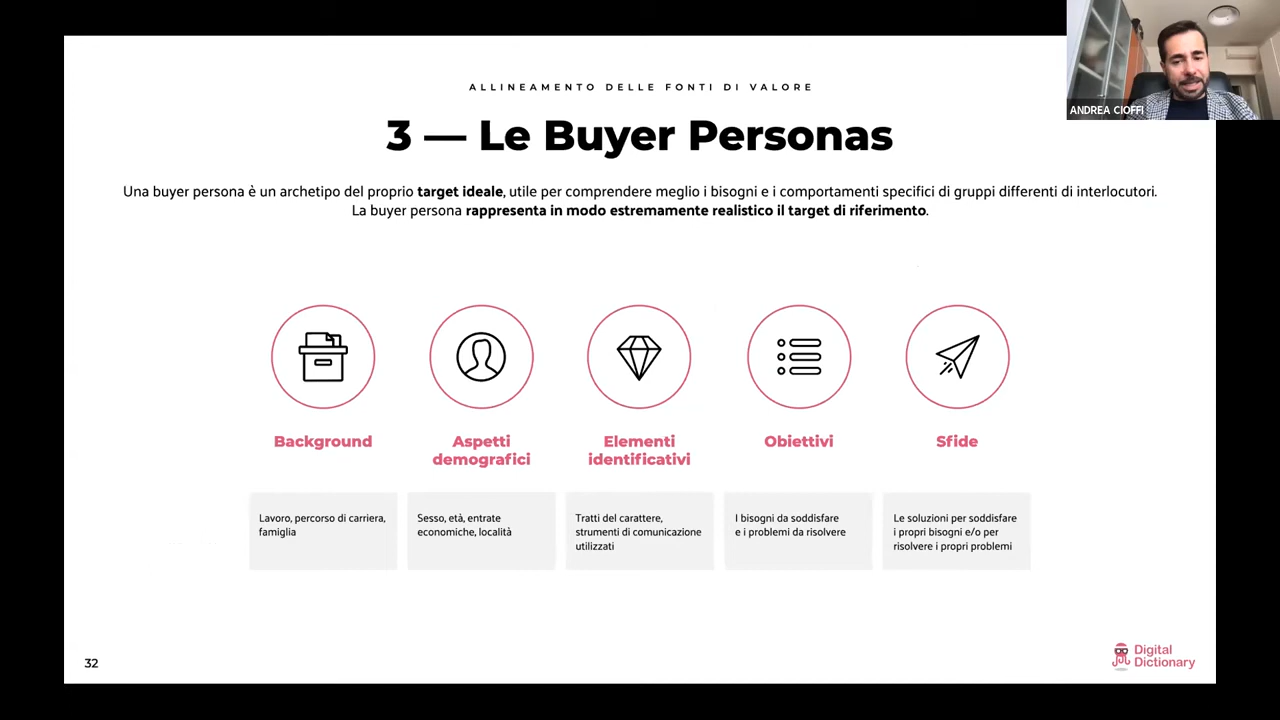 ALLINEAMENTO DELLE FONTI DI VALORE
3 — Le Buyer Personas
Una buyer persona è un archetipo del proprio target ideale, utile per comprendere meglio i bisogni e i comportamenti specifici di gruppi differenti di interlocutori.
La buyer persona rappresenta in modo estremamente realistico il target di riferimento.
ANDREA CIOFFI
Background
Lavoro, percorso di carriera,
famiglia
Aspetti
demografici
Sesso, età, entrate
economiche, località
Elementi
identificativi
Tratti del carattere,
strumenti di comunicazione
utilizzati
Obiettivi
I bisogni da soddisfare
e i problemi da risolvere
Sfide
Le soluzioni per soddisfare
i propri bisogni e/o per
risolvere i propri problemi
32
Digital
Dictionary